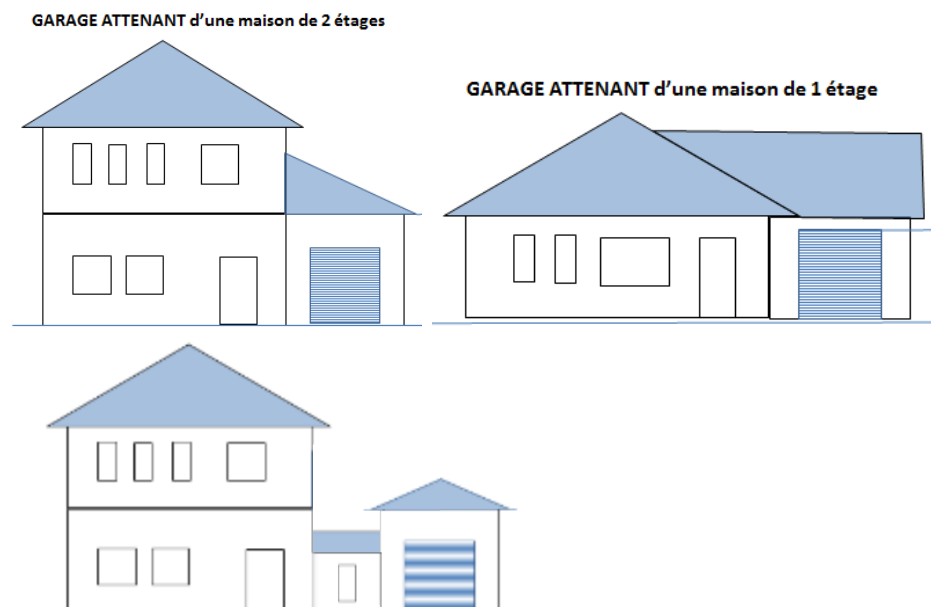 GARAGE ATTENANT d'une maison de 2 étages
GARAGE ATTENANT d'une maison de 1 étage